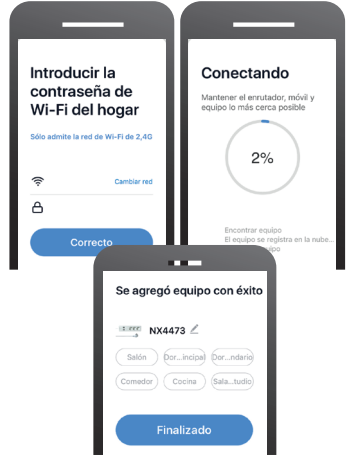 Introducir la
contraseña de
Wi-Fi del hogar
Sólo admite la red de Wi-Fi de 2,4G
Cambiar red
Correcto
Conectando
Mantener el enrutador, móvil y
equipo lo más cerca posible
2%
Encontrar equipo
El equipo se registra en la nube...
Se agregó equipo con éxito
NX4473
Salón
Dor...incipal
Dor...ndario
Comedor
Cocina
Sala...tudio
Finalizado